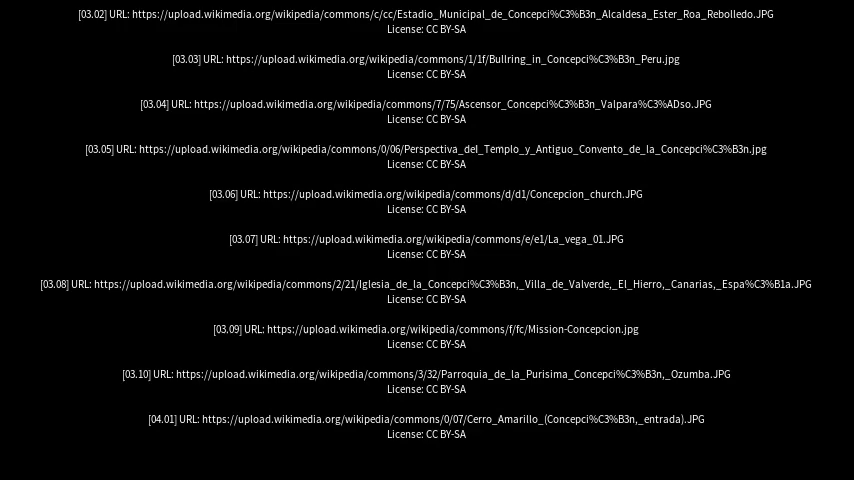 [03.02] URL: https://upload.wikimedia.org/wikipedia/commons/c/cc/Estadio_Municipal_de_Concepci%C3%B3n_Alcaldesa_Ester_Roa_Rebolledo.JPG
License: CC BY-SA
[03.03] URL: https://upload.wikimedia.org/wikipedia/commons/1/1f/Bullring_in_Concepci%C3%B3n_Peru.jpg
License: CC BY-SA
[03.04] URL: https://upload.wikimedia.org/wikipedia/commons/7/75/Ascensor_Concepci%C3%B3n_Valpara%C3%ADso.JPG
License: CC BY-SA
[03.05] URL: https://upload.wikimedia.org/wikipedia/commons/0/06/Perspectiva_del_Templo_y_Antiguo_Convento_de_la_Concepci%C3%B3n.jpg
License: CC BY-SA
[03.06] URL: https://upload.wikimedia.org/wikipedia/commons/d/d1/Concepcion_church.JPG
License: CC BY-SA
[03.07] URL: https://upload.wikimedia.org/wikipedia/commons/e/e1/La_vega_01.JPG
License: CC BY-SA
[03.08] URL: https://upload.wikimedia.org/wikipedia/commons/2/21/Iglesia_de_la_Concepci%C3%B3n,_Villa_de_Valverde,_El_Hierro,_Canarias,_Espa%C3%B1a.JPG
License: CC BY-SA
[03.09] URL: https://upload.wikimedia.org/wikipedia/commons/f/fc/Mission-Concepcion.jpg
License: CC BY-SA
[03.10] URL: https://upload.wikimedia.org/wikipedia/commons/3/32/Parroquia_de_la_Purisima_Concepci%C3%B3n,_Ozumba.JPG
License: CC BY-SA
[04.01] URL: https://upload.wikimedia.org/wikipedia/commons/0/07/Cerro_Amarillo_(Concepci%C3%B3n,_entrada).JPG
License: CC BY-SA